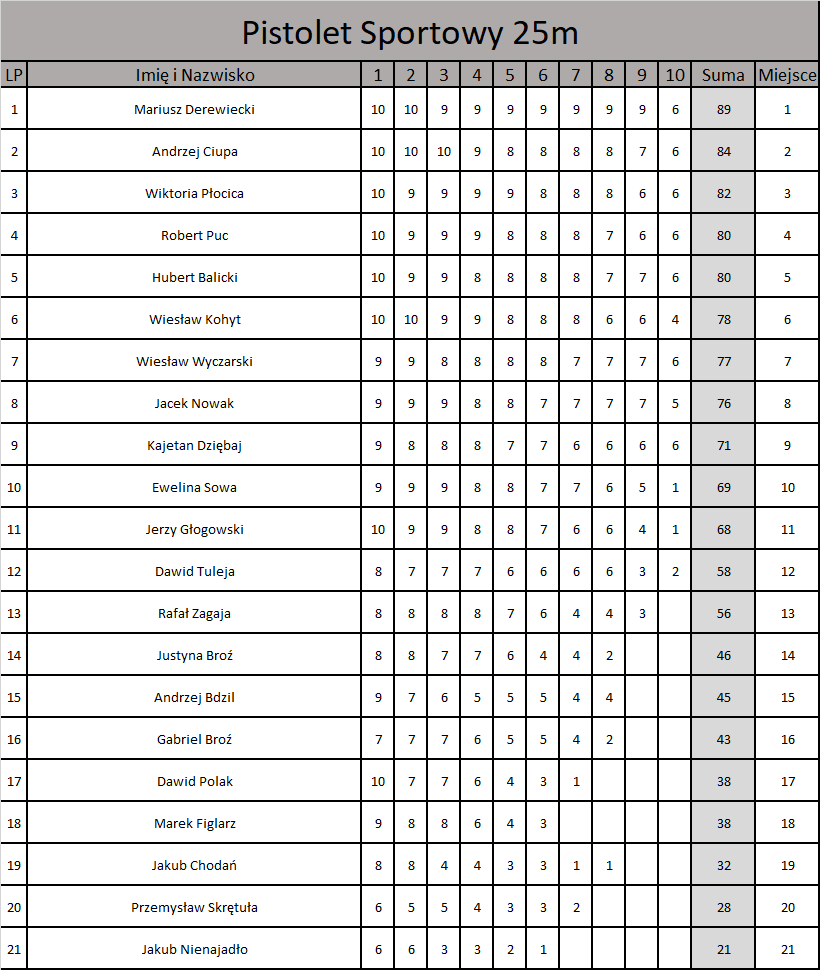 Pistolet Sportowy 25m
LP Imię i Nazwisko 1 2 3 4 5 6 7 8 9 10 Suma Miejsce
1 Mariusz Derewiecki 10 10 9 9 9 9 9 9 9 6 89 1
2 Andrzej Ciupa 10 10 10 9 8 8 8 8 7 6 84 2
3 Wiktoria Płocica 10 9 9 9 9 8 8 8 6 6 82 3
4 Robert Puc 10 9 9 9 8 8 8 7 6 6 80 4
5 Hubert Balicki 10 9 9 8 8 8 8 7 7 6 80 5
6 Wiesław Kohyt 10 10 9 9 8 8 8 6 6 4 78 6
7 Wiesław Wyczarski 9 9 8 8 8 8 7 7 7 6 77 7
8 Jacek Nowak 9 9 9 8 8 7 7 7 7 5 76 8
9 Kajetan Dziębaj 9 8 8 8 7 7 6 6 6 6 71 9
10 Ewelina Sowa 9 9 9 8 8 7 7 6 5 1 69 10
11 Jerzy Głogowski 10 9 9 8 8 7 6 6 4 1 68 11
12 Dawid Tuleja 8 7 7 7 6 6 6 6 3 2 58 12
13 Rafał Zagaja 8 8 8 8 7 6 4 4 3 56 13
14 Justyna Broź 8 8 7 7 6 4 4 2 46 14
15 Andrzej Bdzil 9 7 6 5 5 5 4 4 45 15
16 Gabriel Broź 7 7 7 6 5 5 4 2 43 16
17 Dawid Polak 10 7 7 6 4 3 1 38 17
18 Marek Figlarz 9 8 8 6 4 3 38 18
19 Jakub Chodań 8 8 4 4 3 3 1 1 32 19
20 Przemysław Skrętuła 6 5 5 4 3 3 2 28 20
21 Jakub Nienajadło 6 6 3 3 2 1 21 21